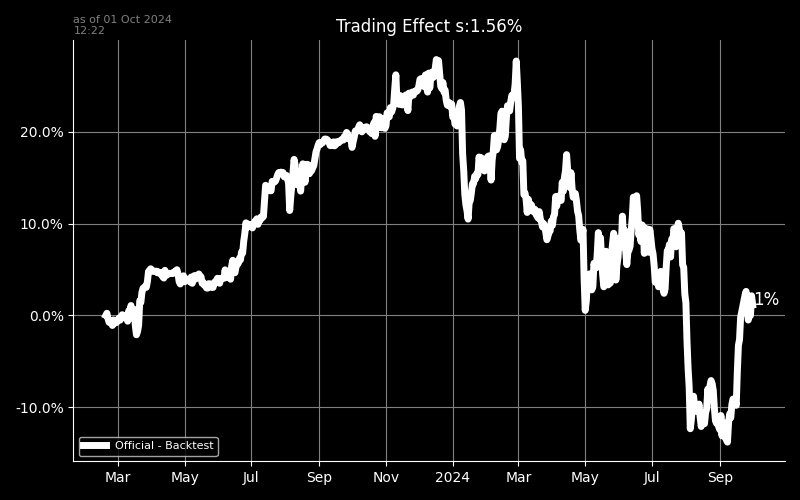 as of 01 Oct 2024
12:22
Trading Effect s:1.56%
20.0%
10.0%
0.0%
-10.0%
1%
Official - Backtest
Mar May Jul Sep Nov 2024 Mar May Jul Sep